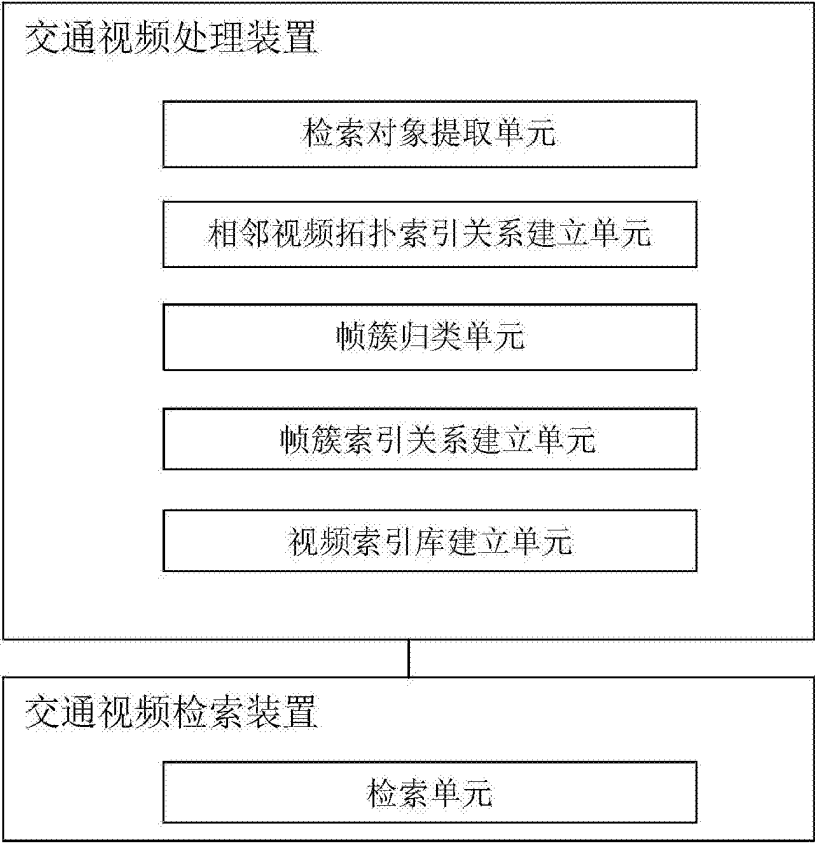 交通视频处理装置
检索对象提取单元
相邻视频拓扑索引关系建立单元
帧簇归类单元
帧簇索引关系建立单元
视频索引库建立单元
交通视频检索装置
检索单元